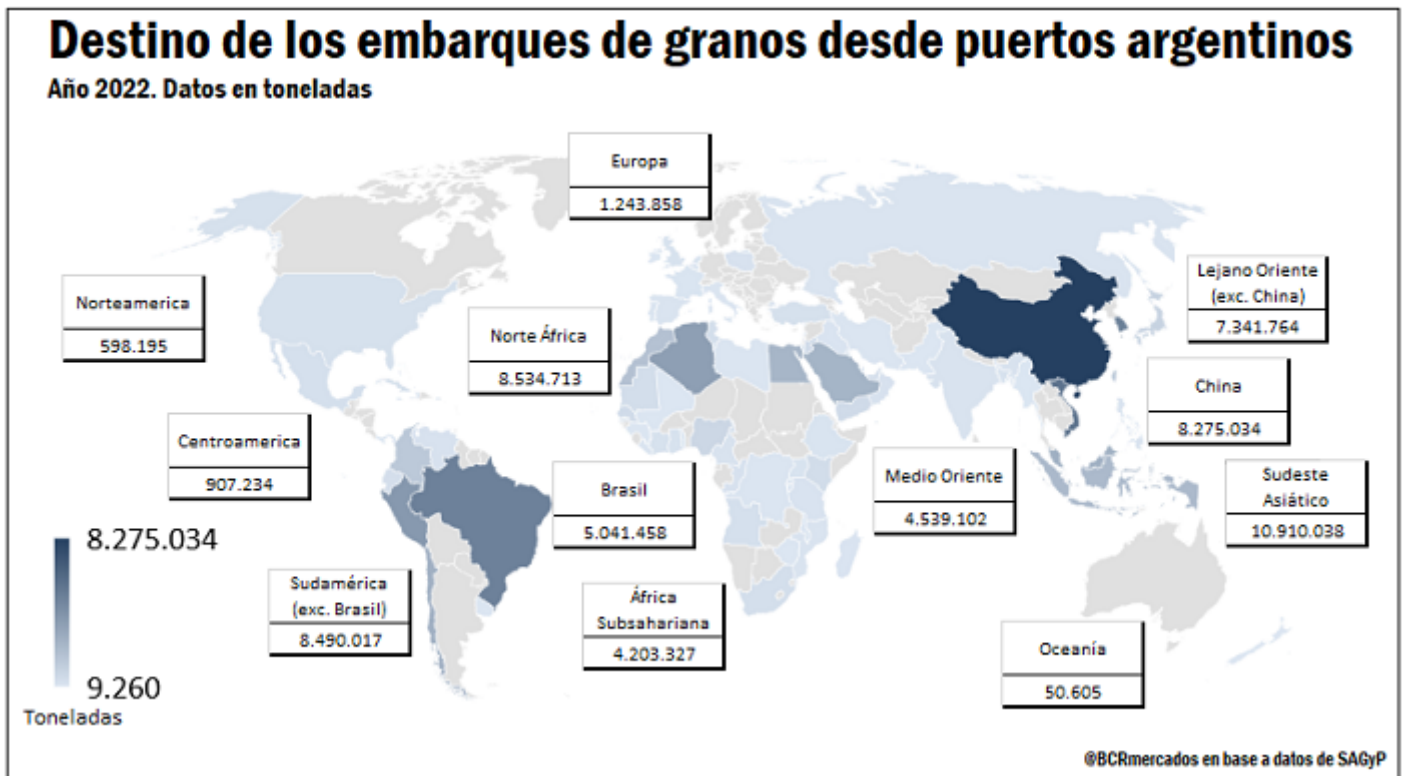 Destino de los embarques de granos desde puertos argentinos
Año 2022. Datos en toneladas
Europa
1.243.858
Norteamerica
598.195
Norte África
8.534.713
Lejano Oriente
(exc. China)
7.341.764
China
8.275.034
Centroamerica
907.234
Brasil
5.041.458
Medio Oriente
4.539.102
Sudeste
Asiático
10.910.038
8.275.034
9.260
Toneladas
Sudamérica
(exc. Brasil)
8.490.017
África
Subsahariana
4.203.327
Oceanía
50.605
@BCRmercados en base a datos de SAGyP